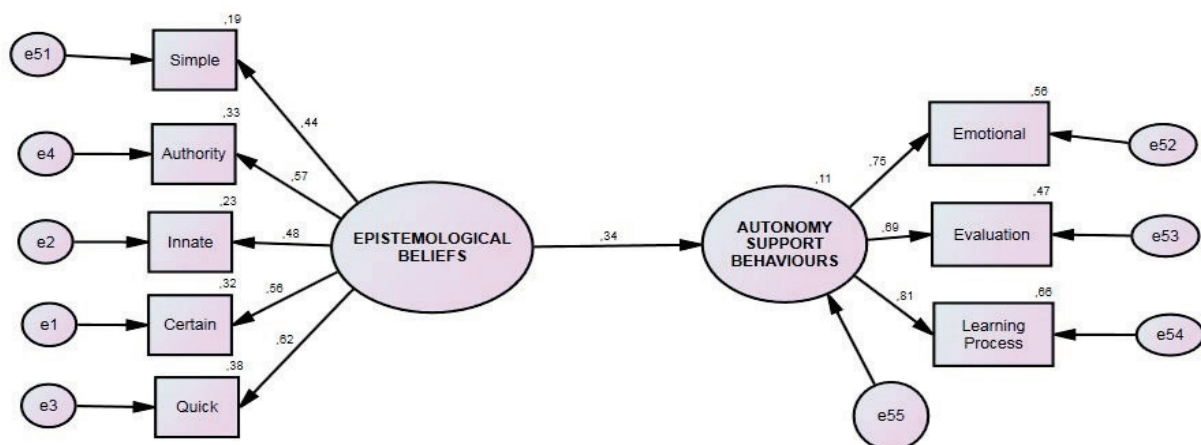 ,19
e51
Simple
,44
,33
e4
Authority
,57
,23
e2
Innate
,48
,32
e1
Certain
,56
,62
,38
e3
Quick
EPISTEMOLOGICAL
BELIEFS
,34
,11
AUTONOMY
SUPPORT
BEHAVIOURS
e55
,75
,69
,81
,56
Emotional
e52
,47
Evaluation
e53
,66
Learning
Process
e54